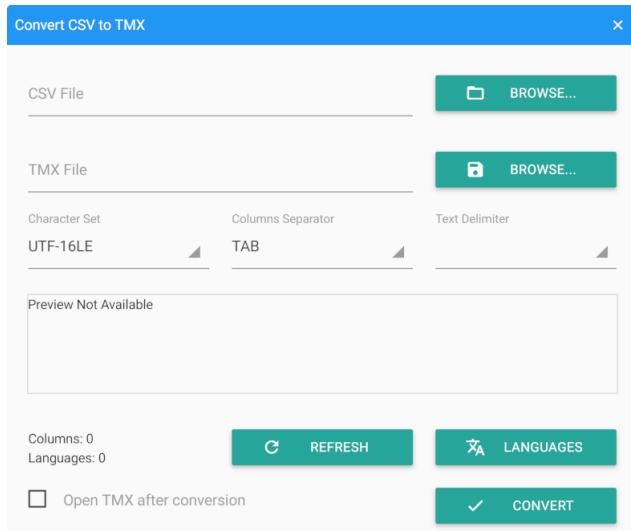 Convert CSV to TMX
CSV File
BROWSE...
TMX File
BROWSE...
Character Set
Columns Separator
Text Delimiter
UTF-16LE
TAB
Preview Not Available
Columns: 0
Languages: 0
REFRESH
LANGUAGES
Open TMX after conversion
CONVERT